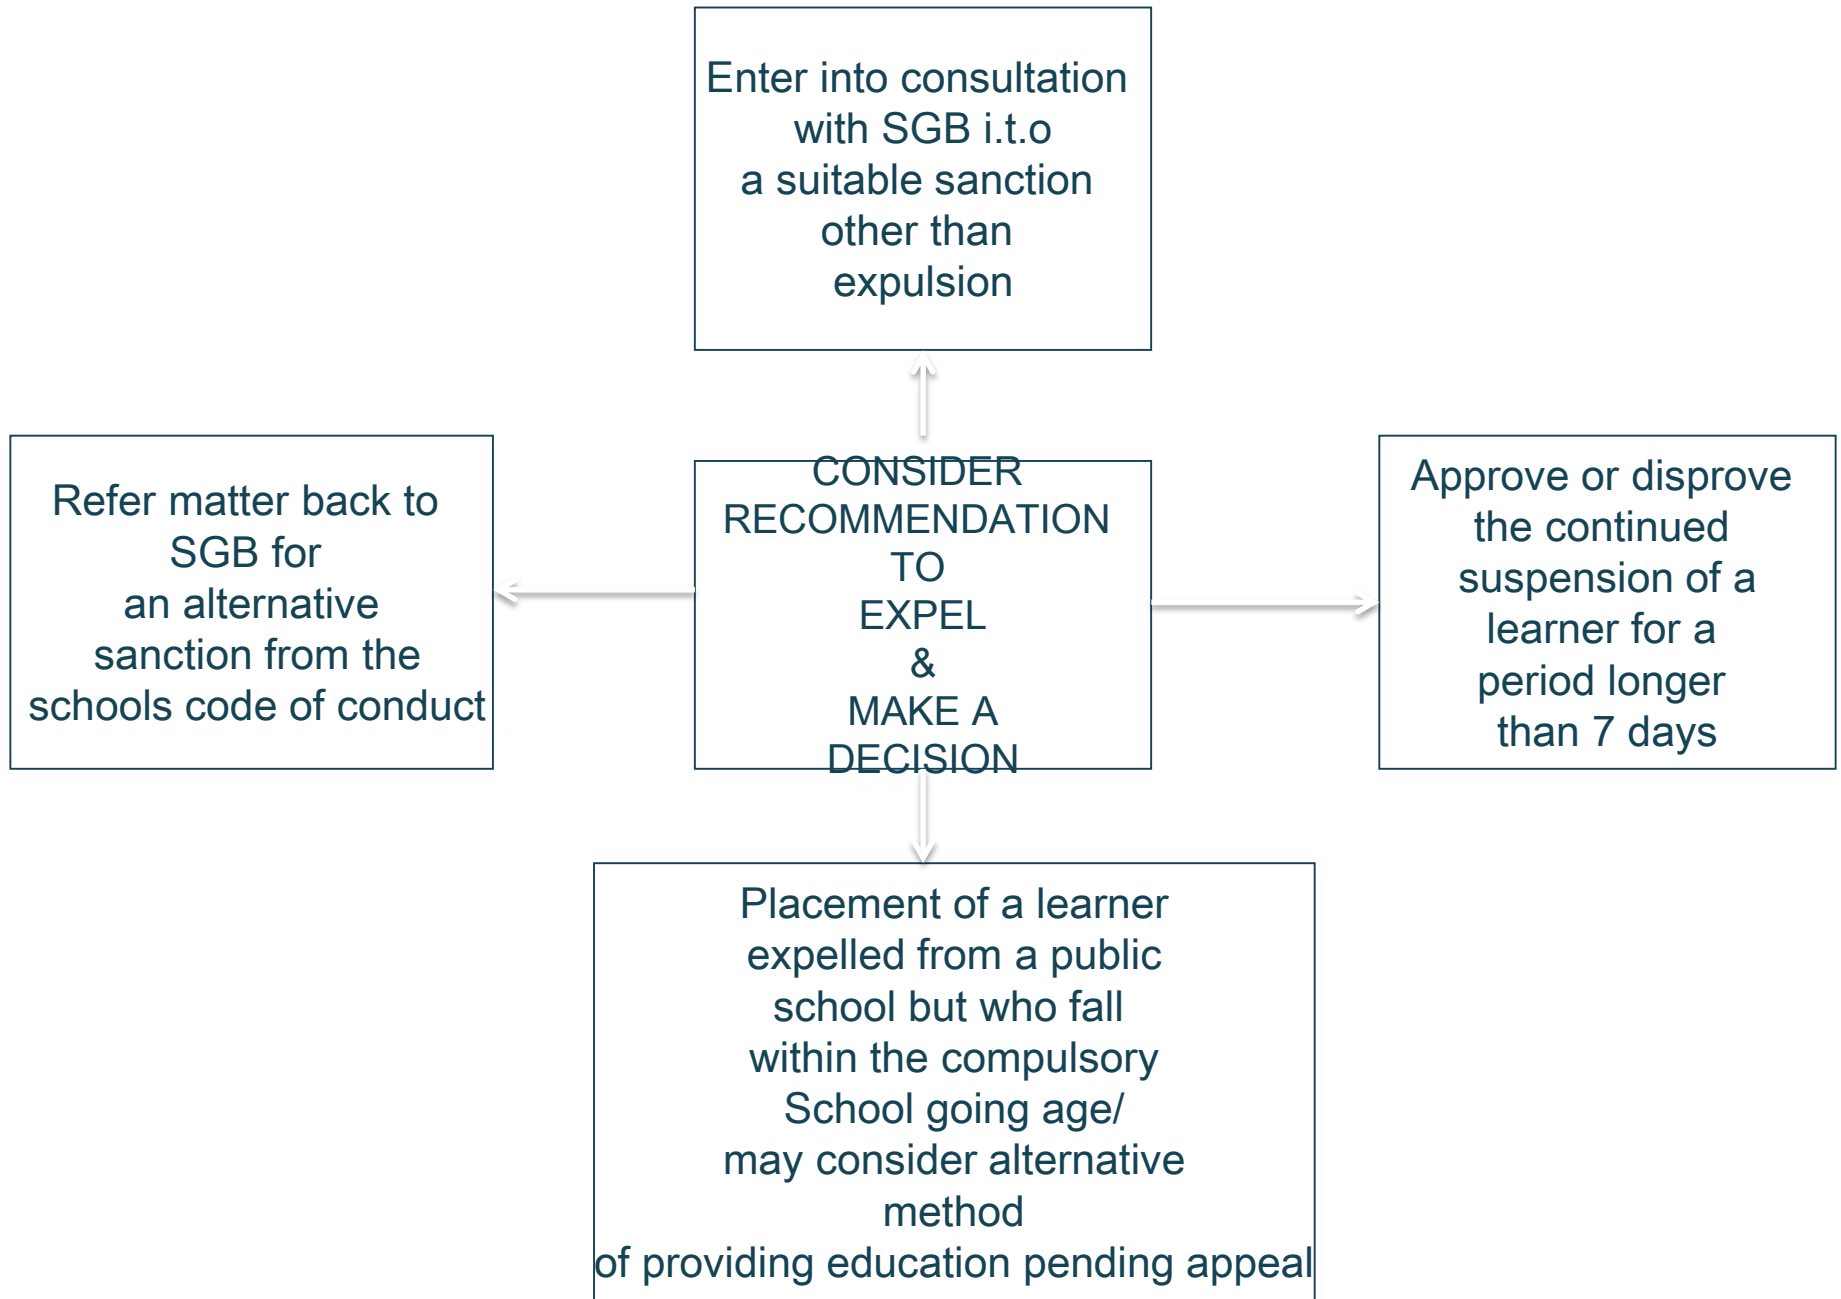 Enter into consultation
with SGB i.t.o
a suitable sanction
other than
expulsion
Refer matter back to
SGB for
an alternative
sanction from the
schools code of conduct
CONSIDER
RECOMMENDATION
TO
EXPEL
&
MAKE A
DECISION
Approve or disprove
the continued
suspension of a
learner for a
period longer
than 7 days
Placement of a learner
expelled from a public
school but who fall
within the compulsory
School going age/
may consider alternative
method
of providing education pending appeal